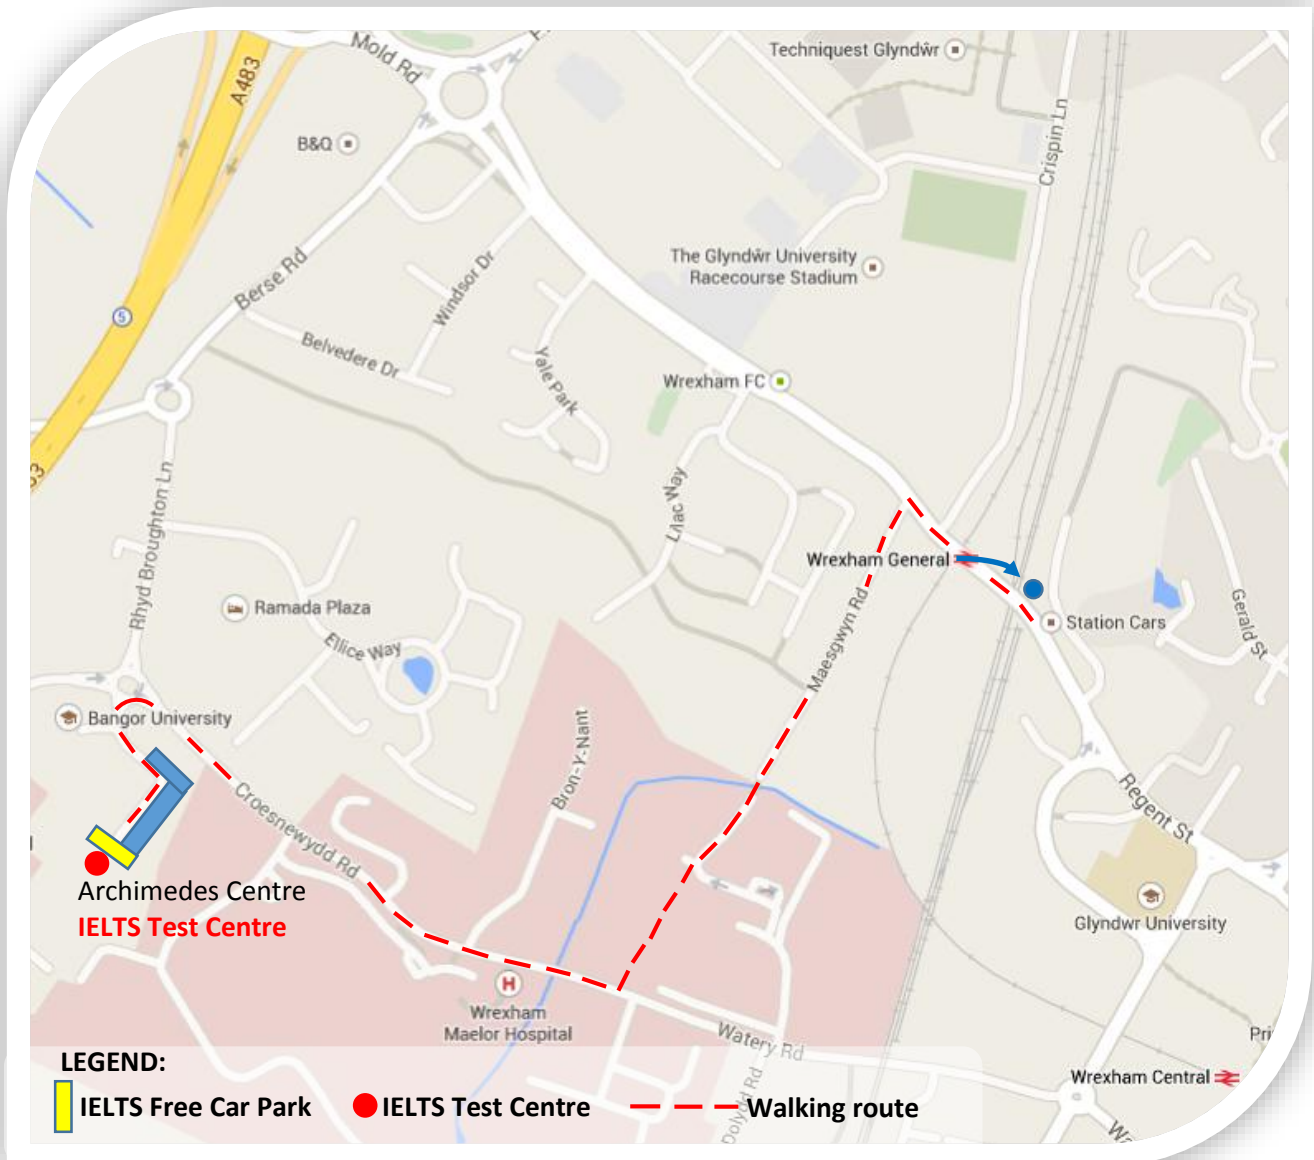 Mold Rd
A483
Techniquest Glyndŵr
B&Q
Crispin Ln
The Glyndŵr University
Racecourse Stadium
Berse Rd
Windsor Dr
5
Belvedere Dr
Yale Park
Wrexham FC
Rhyd Broughton Ln
Lilac Way
Wrexham General
Maesgwyn Rd
Station Cars
Gerald St
Ramada Plaza
Ellice Way
Bangor University
Bron-Y-Nant
Croesnewydd Rd
Regent St
Archimedes Centre
IELTS Test Centre
Glyndwr University
H
Wrexham
Maelor Hospital
Watery Rd
Dolydd Rd
Wrexham Central
LEGEND:
IELTS Free Car Park
IELTS Test Centre
Walking route